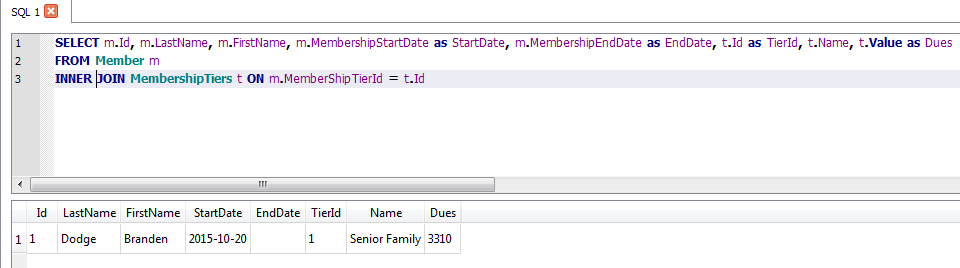 SQL 1
1 SELECT m.Id, m.LastName, m.FirstName, m.MembershipStartDate as StartDate, m.MembershipEndDate as EndDate, t.Id as TierId, t.Name, t.Value as Dues
2 FROM Member m
3 INNER JOIN MembershipTiers t ON m.MemberShipTierId = t.Id
Id LastName FirstName StartDate EndDate TierId Name Dues
1 1 Dodge Branden 2015-10-20 1 Senior Family 3310